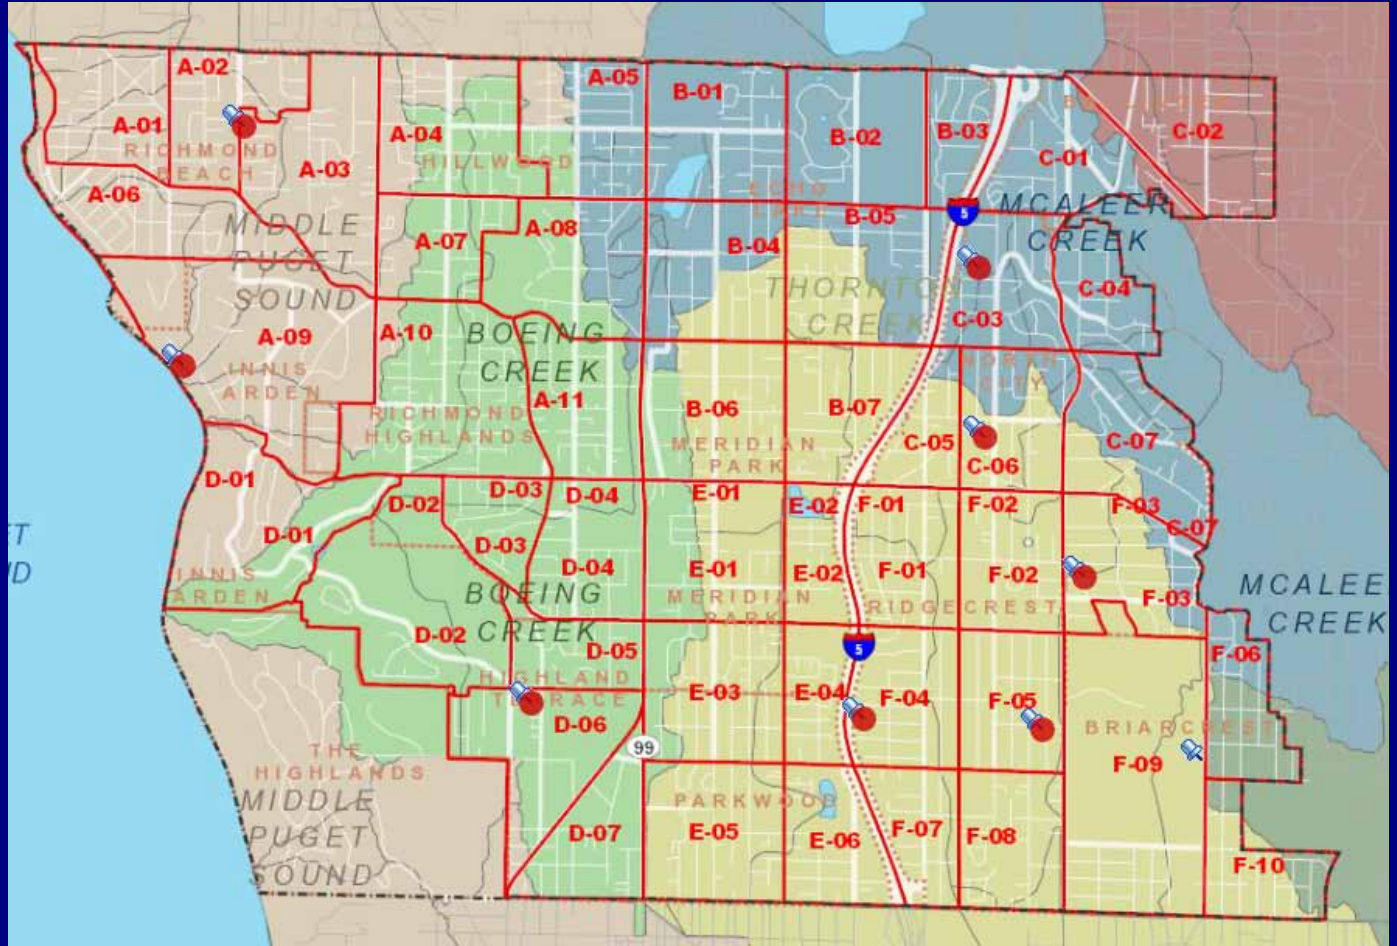 A-02
A-05
B-01
A-01
A-04
B-02
B-03
C-02
RICHMOND
BEACH
A-03
HILLWOOD
C-01
A-06
ECHO
LAKE
MIDDLE
PUGET
SOUND
A-07
A-08
B-04
B-05
5
MCALEER
CREEK
THORNTON
CREEK
C-04
C-03
A-09
A-10
BOEING
CREEK
NORTH
CITY
INNIS
ARDEN
A-11
RICHMOND
HIGHLANDS
B-06
B-07
MERIDIAN
PARK
C-05
C-06
C-07
D-01
D-02
D-03
D-04
E-01
E-02
F-01
F-02
F-03
C-07
D-01
D-03
D-04
E-01
E-02
F-01
F-02
F-03
INNIS
ARDEN
BOEING
CREEK
MERIDIAN
PARK
RIDGECREST
MCALEE
CREEK
ET
ND
D-02
D-05
5
F-06
HIGHLAND
TERRACE
E-03
E-04
F-04
F-05
D-06
BRIARCREST
99
F-09
THE
HIGHLANDS
MIDDLE
PUGET
SOUND
PARKWOOD
D-07
E-05
E-06
F-07
F-08
F-10